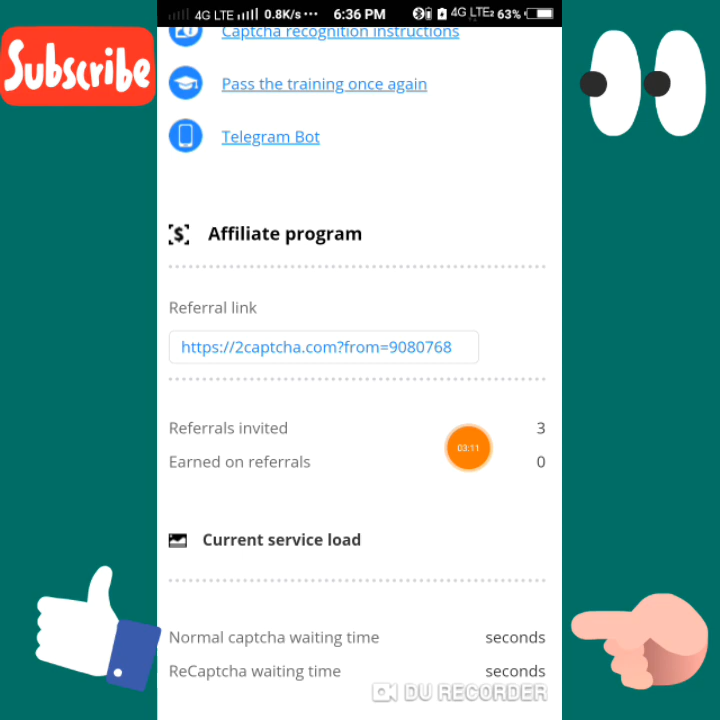 Subscribe
4G LTE 0.8K/s ··· 6:36 PM 4G LTE2 63%
Captcha recognition instructions
Pass the training once again
Telegram Bot
$ Affiliate program
Referral link
https://2captcha.com?from=9080768
Referrals invited 3
03:11
Earned on referrals 0
Current service load
Normal captcha waiting time seconds
ReCaptcha waiting time seconds
DU RECORDER